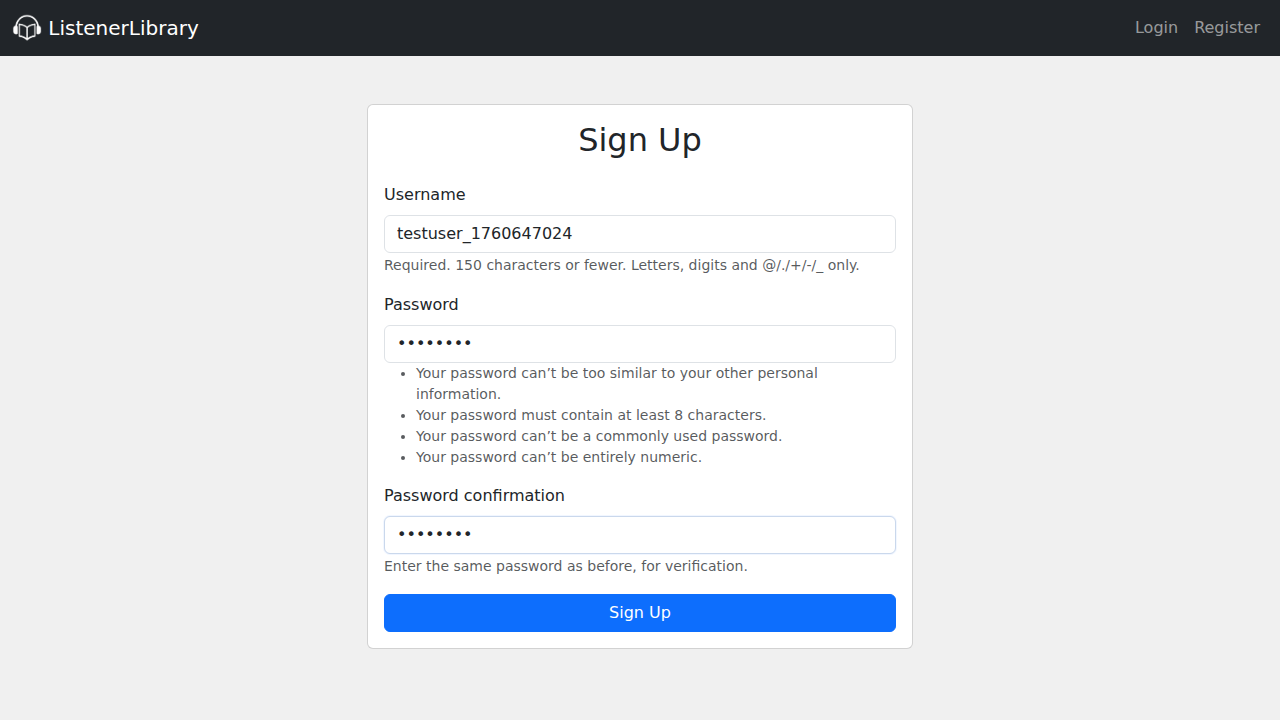 ListenerLibrary
Login
Register
Sign Up
Username
testuser_1760647024
Required. 150 characters or fewer. Letters, digits and @/./+/-/_ only.
Password
••••••••
• Your password can’t be too similar to your other personal
information.
• Your password must contain at least 8 characters.
• Your password can’t be a commonly used password.
• Your password can’t be entirely numeric.
Password confirmation
••••••••
Enter the same password as before, for verification.
Sign Up